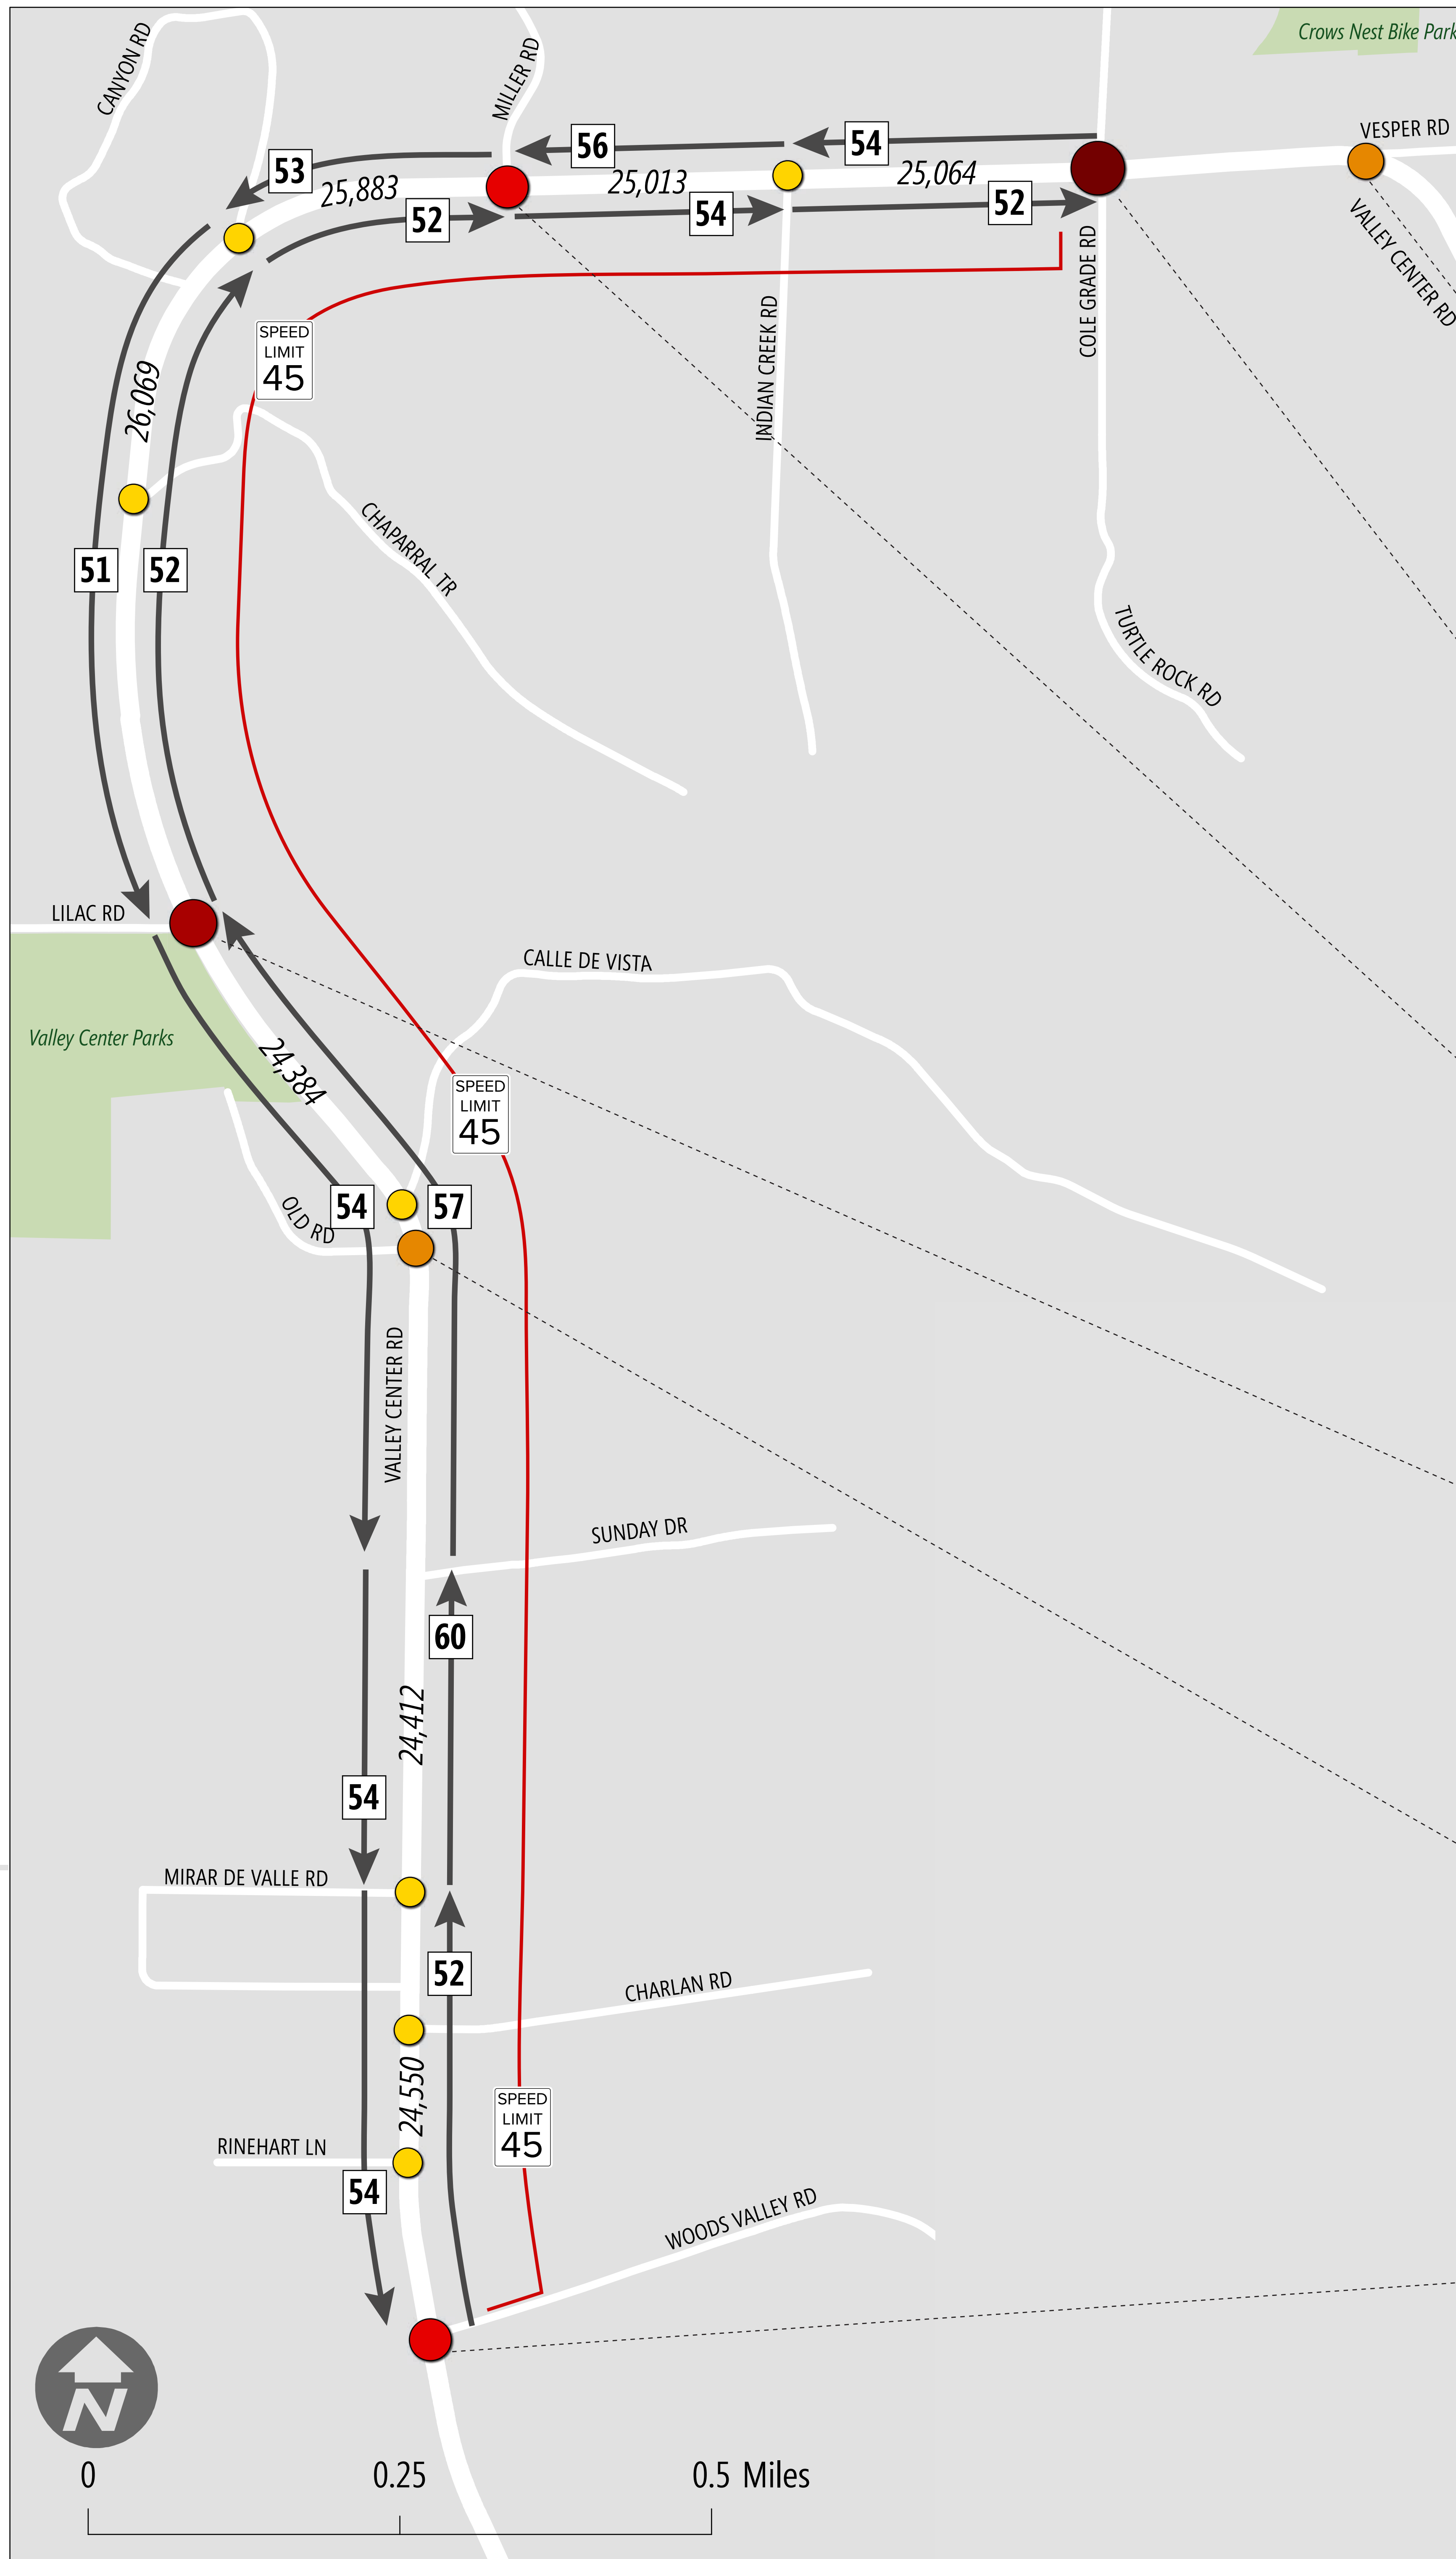 Crows Nest Bike Park
CANYON RD
MILLER RD
VESPER RD
56
54
53
25,883
25,013
25,064
52
54
52
VALLEY CENTER RD
COLE GRADE RD
INDIAN CREEK RD
SPEED
LIMIT
45
26,069
CHAPARRAL TR
51
52
TURTLE ROCK RD
LILAC RD
CALLE DE VISTA
Valley Center Parks
24,384
SPEED
LIMIT
45
OLD RD
54
57
VALLEY CENTER RD
SUNDAY DR
60
24,412
54
MIRAR DE VALLE RD
52
CHARLAN RD
24,550
SPEED
LIMIT
45
RINEHART LN
54
WOODS VALLEY RD
N
0 0.25 0.5 Miles